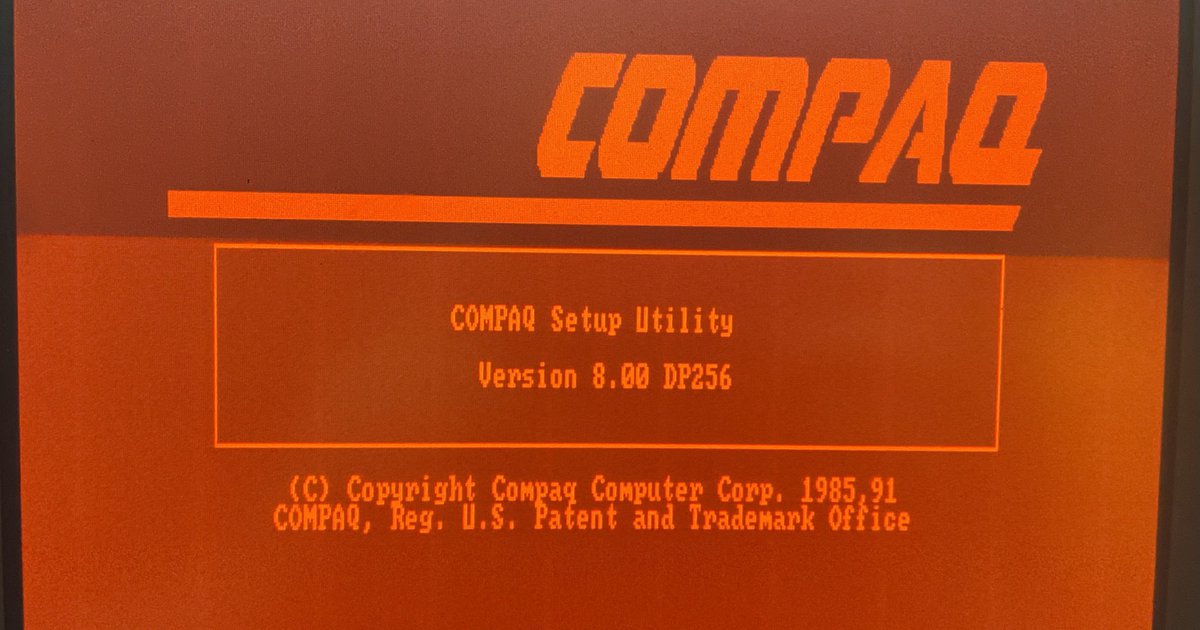 COMPAQ
COMPAQ Setup Utility
Version 8.00 DP256
(C) Copyright Compaq Computer Corp. 1985,91
COMPAQ, Reg. U.S. Patent and Trademark Office